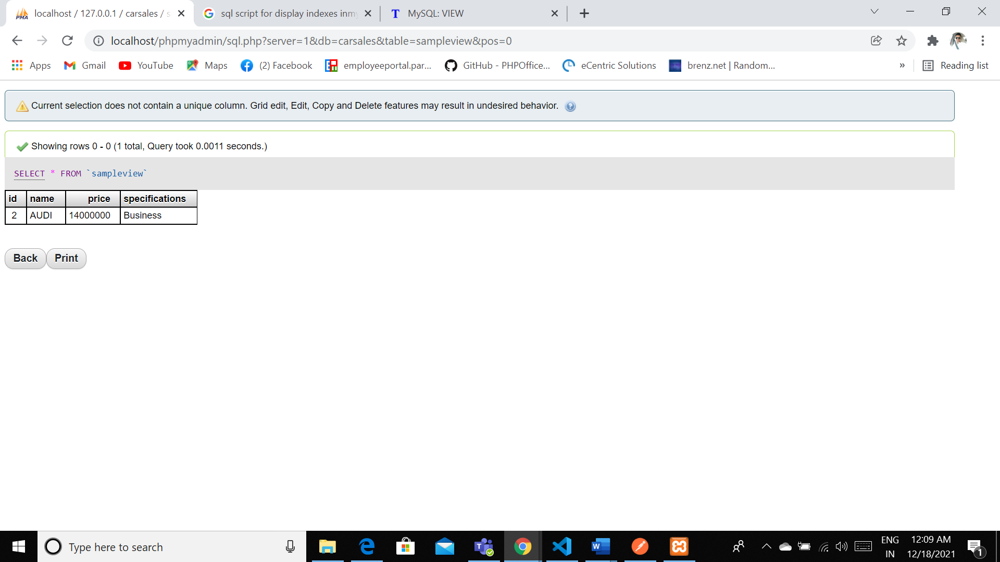 localhost / 127.0.0.1 / carsales / s
sql script for display indexes inmy
MySQL: VIEW
localhost/phpmyadmin/sql.php?server=1&db=carsales&table=sampleview&pos=0
Apps
Gmail
YouTube
Maps
(2) Facebook
employeeportal.par...
GitHub - PHPOffice...
eCentric Solutions
brenz.net | Random...
»
Reading list
Current selection does not contain a unique column. Grid edit, Edit, Copy and Delete features may result in undesired behavior.
Showing rows 0 - 0 (1 total, Query took 0.0011 seconds.)
SELECT * FROM `sampleview`
id name price specifications
2 AUDI 14000000 Business
Back Print
Type here to search
ENG
IN
12:09 AM
12/18/2021
1